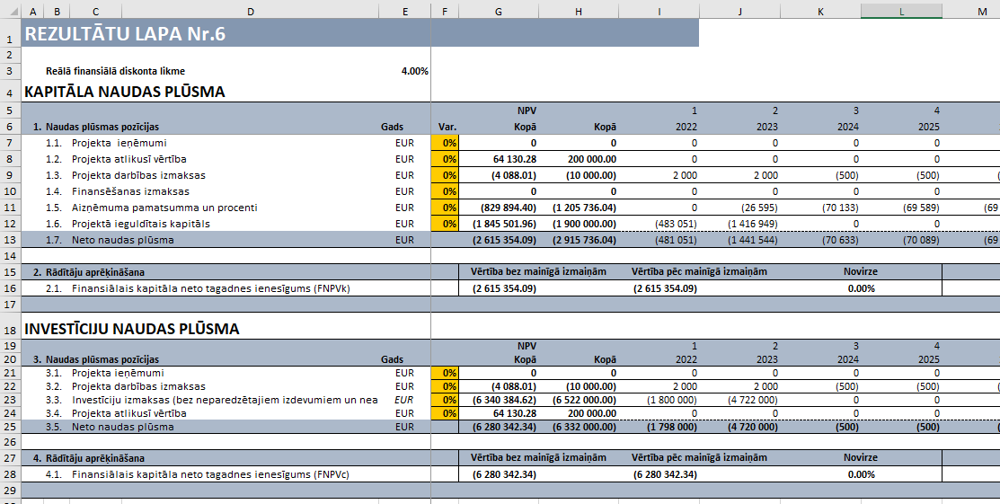 A B C D E F G H I J K L M
1 REZULTĀTU LAPA Nr.6
2
3 Reālā finansiālā diskonta likme 4.00%
4 KAPITĀLA NAUDAS PLŪSMA
5 NPV 1 2 3 4
6 1. Naudas plūsmas pozīcijas Gads Var. Kopā Kopā 2022 2023 2024 2025
7 1.1. Projekta ieņēmumi EUR 0% 0 0 0 0 0 0
8 1.2. Projekta atlikusī vērtība EUR 0% 64 130.28 200 000.00 0 0 0 0
9 1.3. Projekta darbības izmaksas EUR 0% (4 088.01) (10 000.00) 2 000 2 000 (500) (500) (
10 1.4. Finansēšanas izmaksas EUR 0% 0 0 0 0 0 0
11 1.5. Aizņēmuma pamatsumma un procenti EUR 0% (829 894.40) (1 205 736.04) 0 (26 595) (70 133) (69 589) (69
12 1.6. Projektā ieguldītais kapitāls EUR 0% (1 845 501.96) (1 900 000.00) (483 051) (1 416 949) 0 0
13 1.7. Neto naudas plūsma EUR (2 615 354.09) (2 915 736.04) (481 051) (1 441 544) (70 633) (70 089) (69
14
15 2. Rādītāju aprēķināšana Vērtība bez mainīgā izmaiņām Vērtība pēc mainīgā izmaiņām Novirze
16 2.1. Finansiālais kapitāla neto tagadnes ienesīgums (FNPVk) (2 615 354.09) (2 615 354.09) 0.00%
17
18 INVESTĪCIJU NAUDAS PLŪSMA
19 NPV 1 2 3 4
20 3. Naudas plūsmas pozīcijas Gads Kopā Kopā 2022 2023 2024 2025
21 3.1. Projekta ieņēmumi EUR 0% 0 0 0 0 0 0
22 3.2. Projekta darbības izmaksas EUR 0% (4 088.01) (10 000.00) 2 000 2 000 (500) (500) (
23 3.3. Investīciju izmaksas (bez neparedzētajiem izdevumiem un nea EUR 0% (6 340 384.62) (6 522 000.00) (1 800 000) (4 722 000) 0 0
24 3.4. Projekta atlikusī vērtība EUR 0% 64 130.28 200 000.00 0 0 0 0
25 3.5. Neto naudas plūsma EUR (6 280 342.34) (6 332 000.00) (1 798 000) (4 720 000) (500) (500) (
26
27 4. Rādītāju aprēķināšana Vērtība bez mainīgā izmaiņām Vērtība pēc mainīgā izmaiņām Novirze
28 4.1. Finansiālais kapitāla neto tagadnes ienesīgums (FNPVc) (6 280 342.34) (6 280 342.34) 0.00%
29